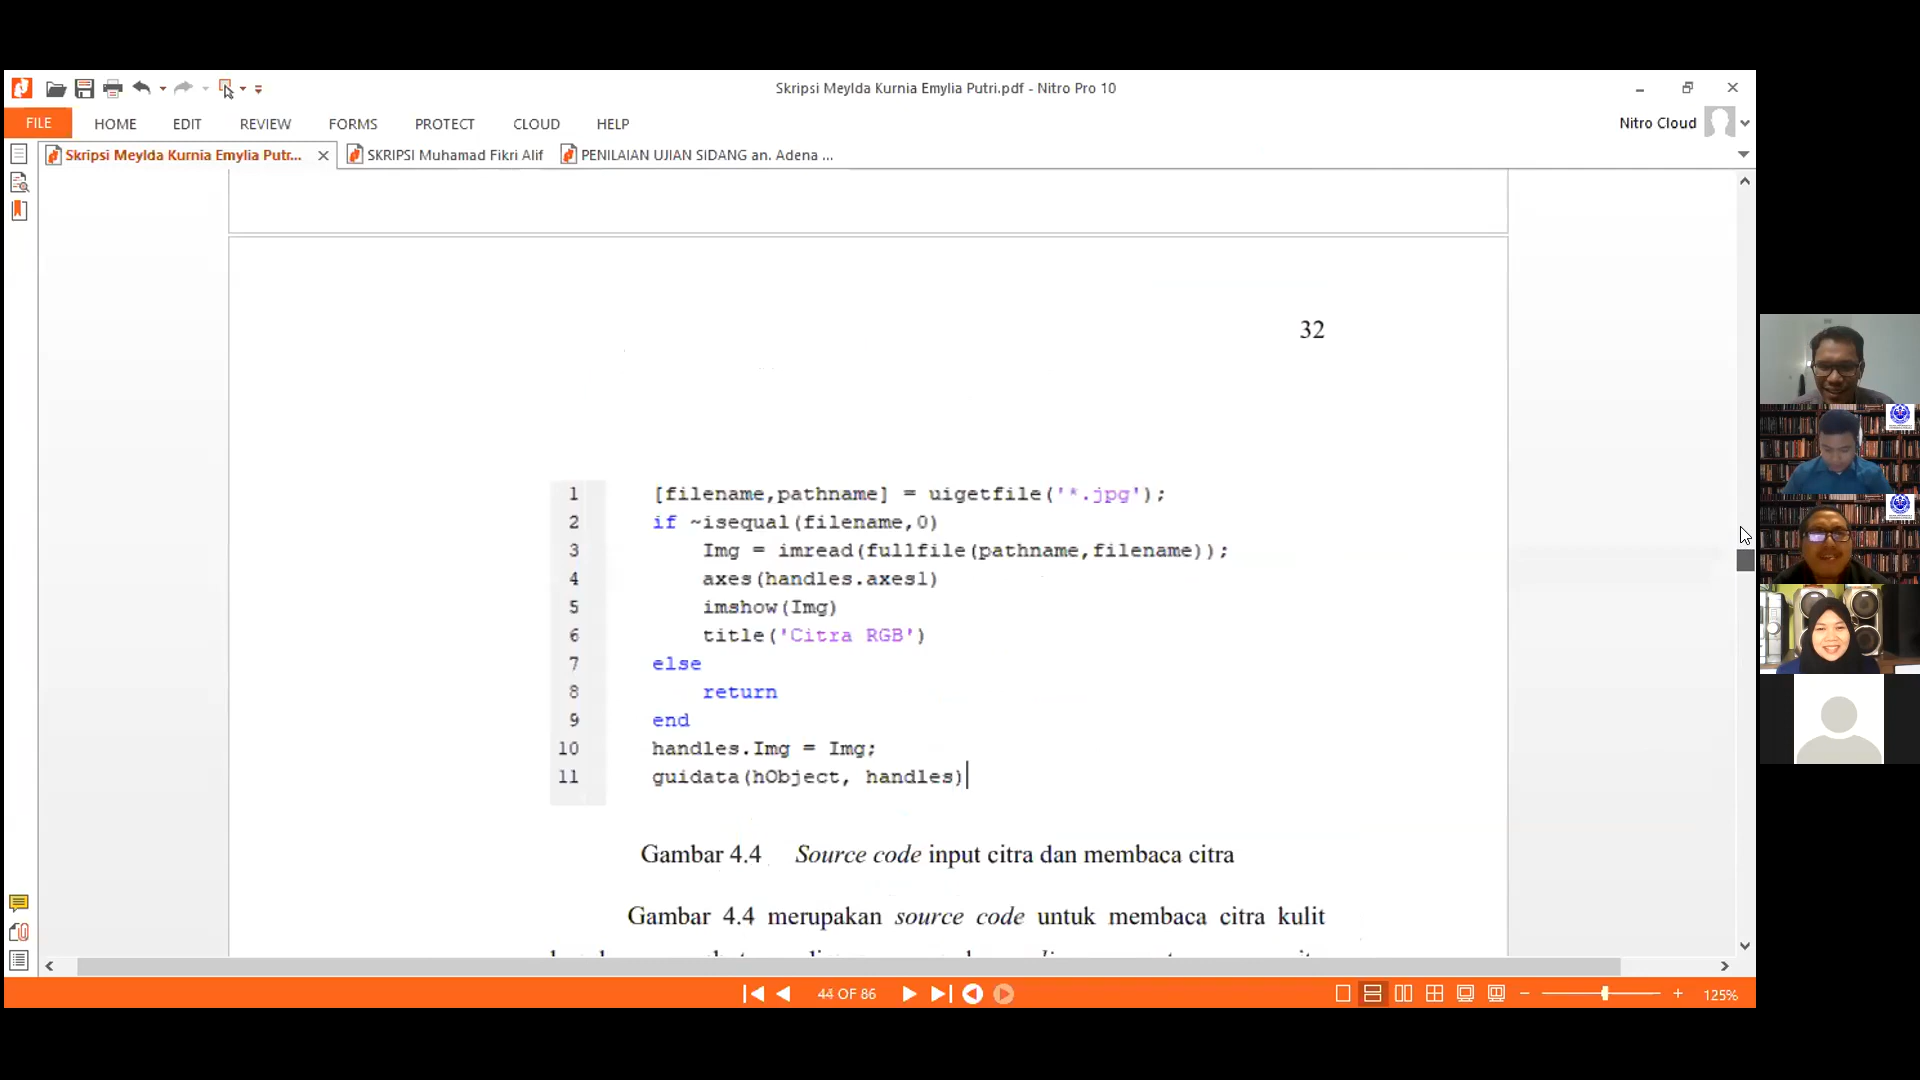 Skripsi Meylda Kurnia Emylia Putri.pdf - Nitro Pro 10
FILE HOME EDIT REVIEW FORMS PROTECT CLOUD HELP Nitro Cloud
Skripsi Meylda Kurnia Emylia Putr... SKRIPSI Muhamad Fikri Alif PENILAIAN UJIAN SIDANG an. Adena ...
32
1 [filename,pathname] = uigetfile('*.jpg');
2 if ~isequal(filename,0)
3 Img = imread(fullfile(pathname,filename));
4 axes(handles.axes1)
5 imshow(Img)
6 title('Citra RGB')
7 else
8 return
9 end
10 handles.Img = Img;
11 guidata(hObject, handles)
Gambar 4.4 Source code input citra dan membaca citra
Gambar 4.4 merupakan source code untuk membaca citra kulit
44 OF 86
125%